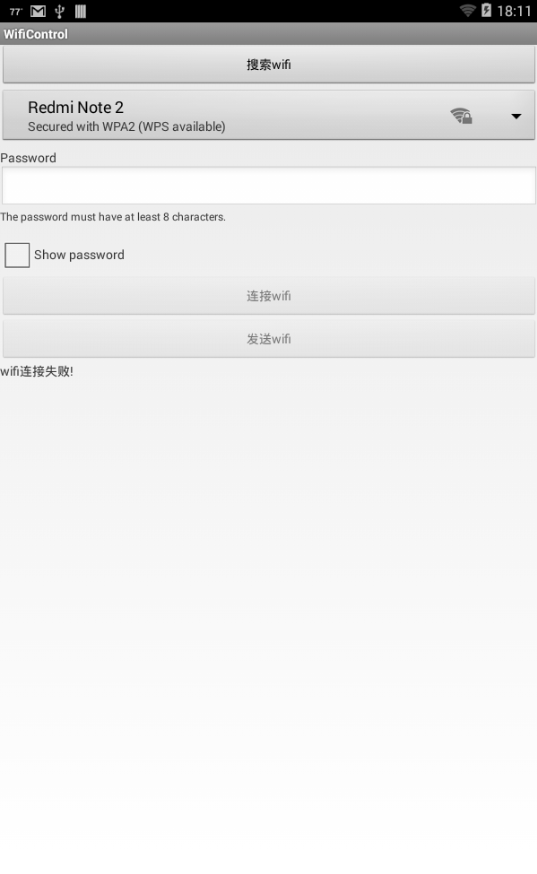 77°
18:11
WifiControl
搜索wifi
Redmi Note 2
Secured with WPA2 (WPS available)
Password
The password must have at least 8 characters.
Show password
连接wifi
发送wifi
wifi连接失败!